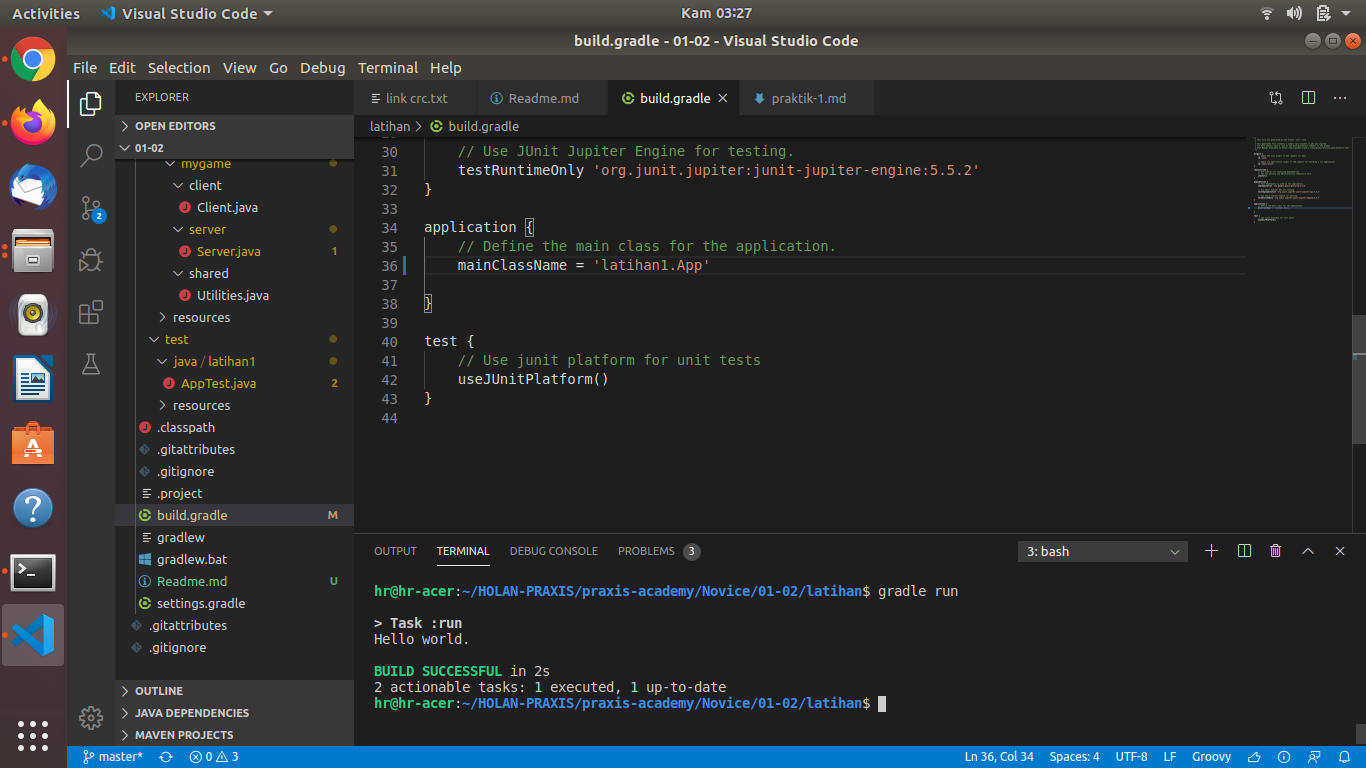 Activities
Visual Studio Code
Kam 03:27
build.gradle - 01-02 - Visual Studio Code
File Edit Selection View Go Debug Terminal Help
EXPLORER
OPEN EDITORS
01-02
mygame
client
Client.java
server
Server.java 1
shared
Utilities.java
resources
test
java / latihan1
AppTest.java 2
resources
.classpath
.gitattributes
.gitignore
.project
build.gradle M
gradlew
gradlew.bat
Readme.md U
settings.gradle
.gitattributes
.gitignore
OUTLINE
JAVA DEPENDENCIES
MAVEN PROJECTS
2
link crc.txt
Readme.md
build.gradle
praktik-1.md
latihan > build.gradle
30 // Use JUnit Jupiter Engine for testing.
31 testRuntimeOnly 'org.junit.jupiter:junit-jupiter-engine:5.5.2'
32 }
33
34 application {
35 // Define the main class for the application.
36 mainClassName = 'latihan1.App'
37
38 }
39
40 test {
41 // Use junit platform for unit tests
42 useJUnitPlatform()
43 }
44
OUTPUT TERMINAL DEBUG CONSOLE PROBLEMS 3
3: bash
hr@hr-acer:~/HOLAN-PRAXIS/praxis-academy/Novice/01-02/latihan$ gradle run
> Task :run
Hello world.
BUILD SUCCESSFUL in 2s
2 actionable tasks: 1 executed, 1 up-to-date
hr@hr-acer:~/HOLAN-PRAXIS/praxis-academy/Novice/01-02/latihan$
master*
0 3
Ln 36, Col 34
Spaces: 4
UTF-8
LF
Groovy